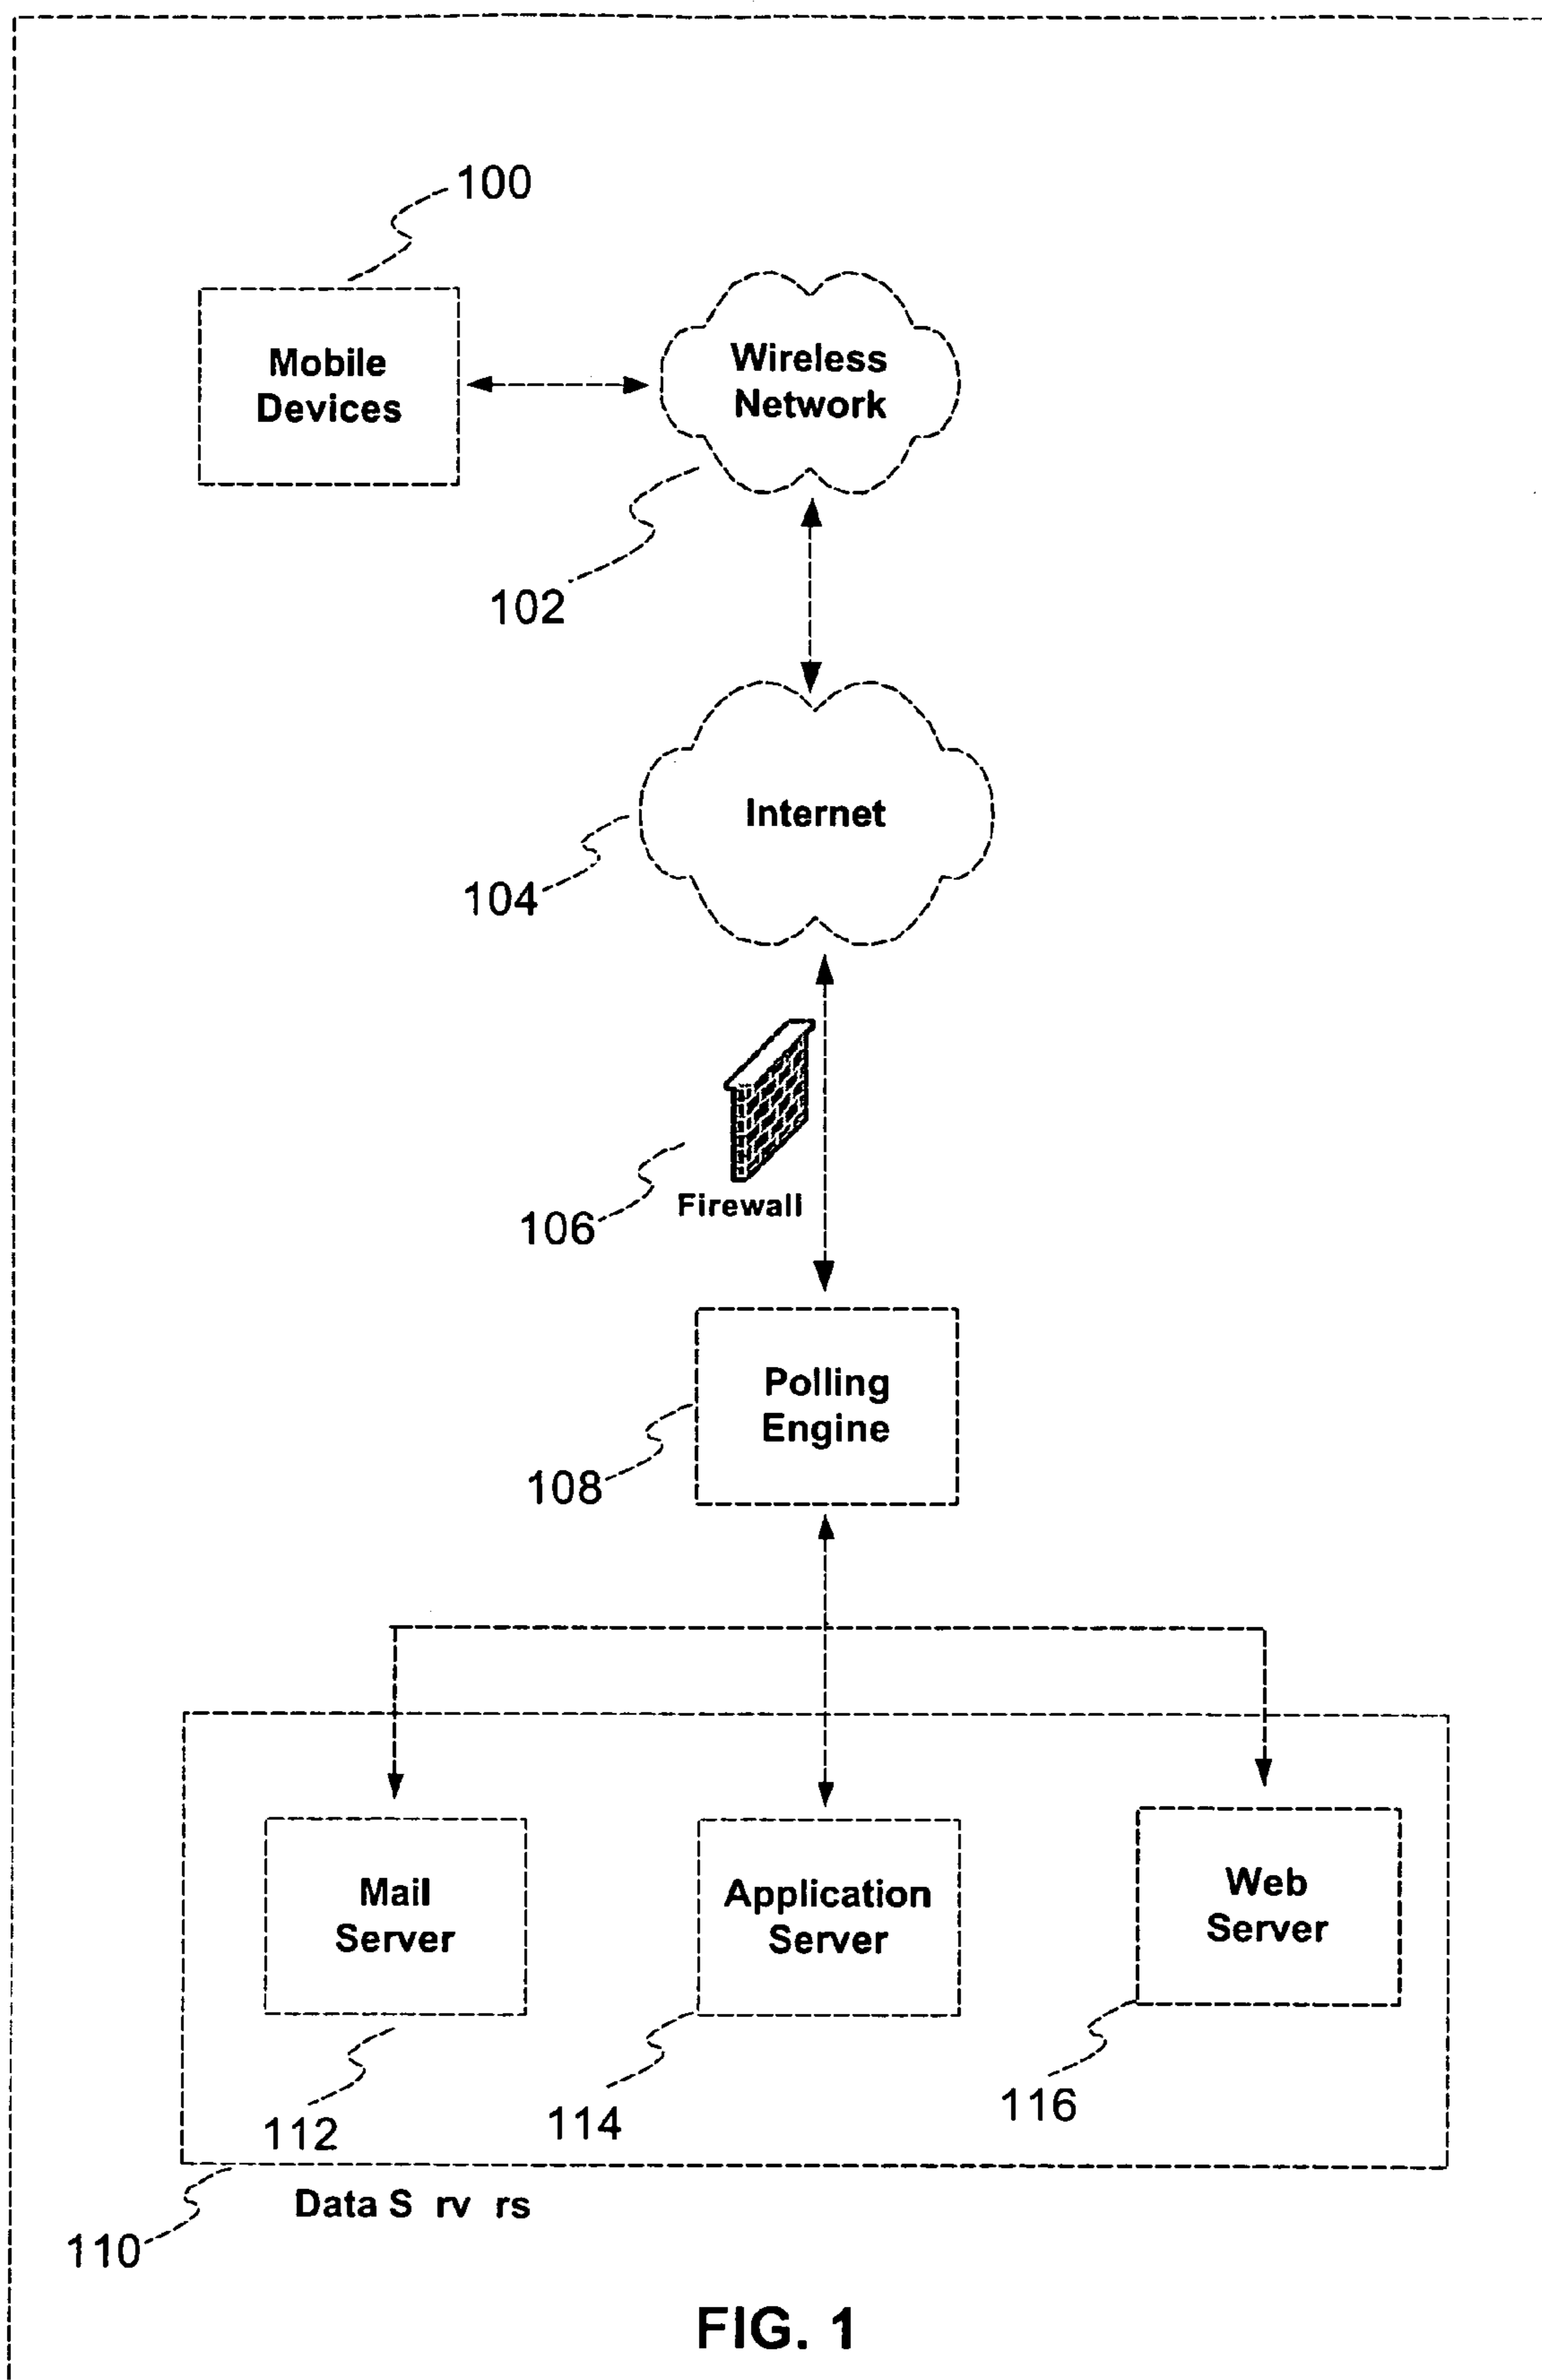 100
Mobile
Devices
Wireless
Network
102
Internet
104
Firewall
106
Polling
Engine
108
Mail
Server
Application
Server
Web
Server
112
114
116
Data S rv rs
110
FIG. 1